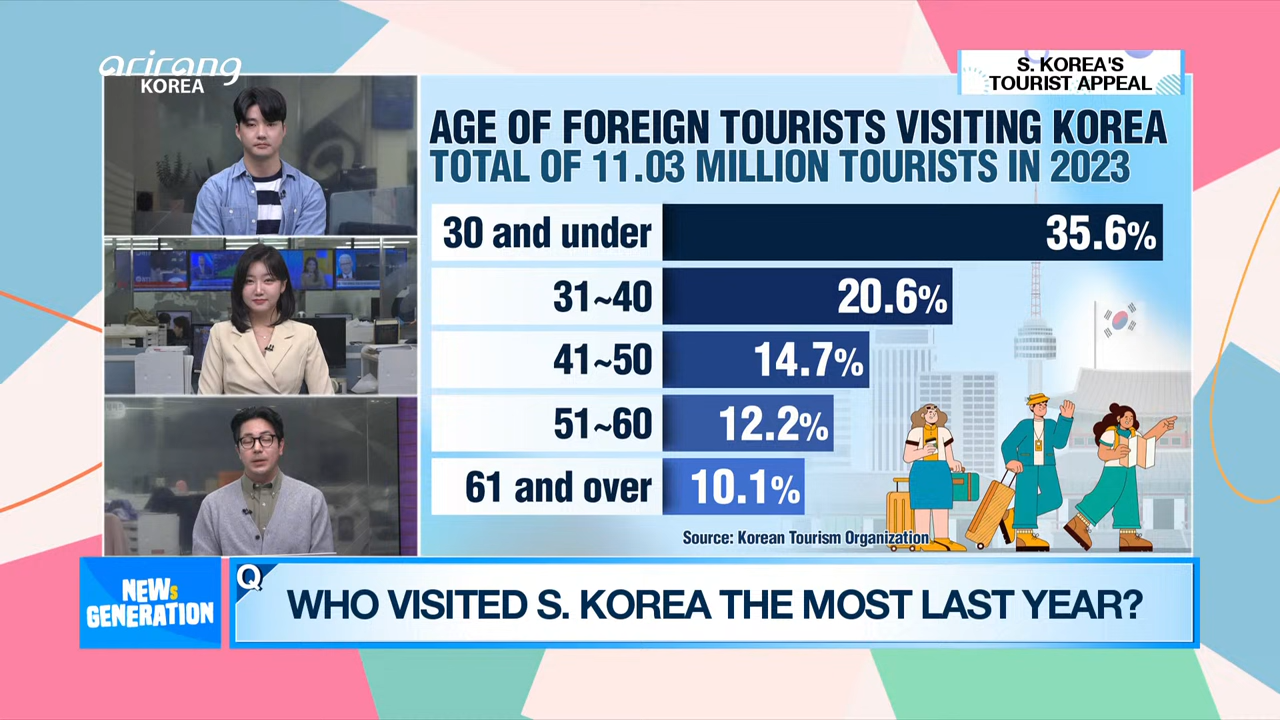 arirang
KOREA
S. KOREA'S
TOURIST APPEAL
AGE OF FOREIGN TOURISTS VISITING KOREA
TOTAL OF 11.03 MILLION TOURISTS IN 2023
30 and under 35.6%
31~40 20.6%
41~50 14.7%
51~60 12.2%
61 and over 10.1%
Source: Korean Tourism Organization
NEWs
GENERATION
Q
WHO VISITED S. KOREA THE MOST LAST YEAR?